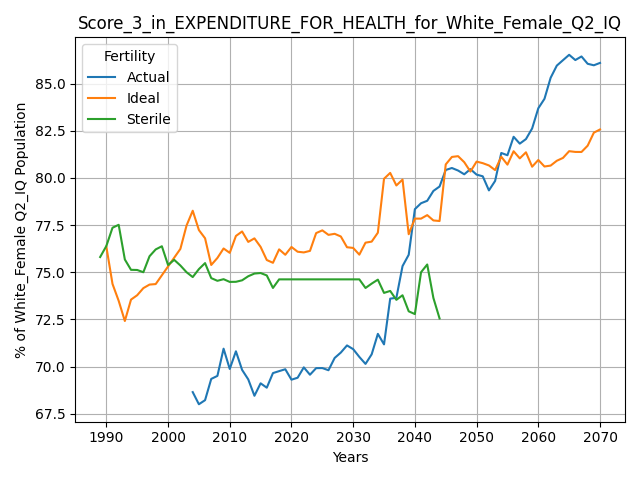 Score_3_in_EXPENDITURE_FOR_HEALTH_for_White_Female_Q2_IQ
Fertility
Actual
Ideal
Sterile
85.0
82.5
80.0
77.5
75.0
72.5
70.0
67.5
% of White_Female Q2_IQ Population
1990 2000 2010 2020 2030 2040 2050 2060 2070
Years